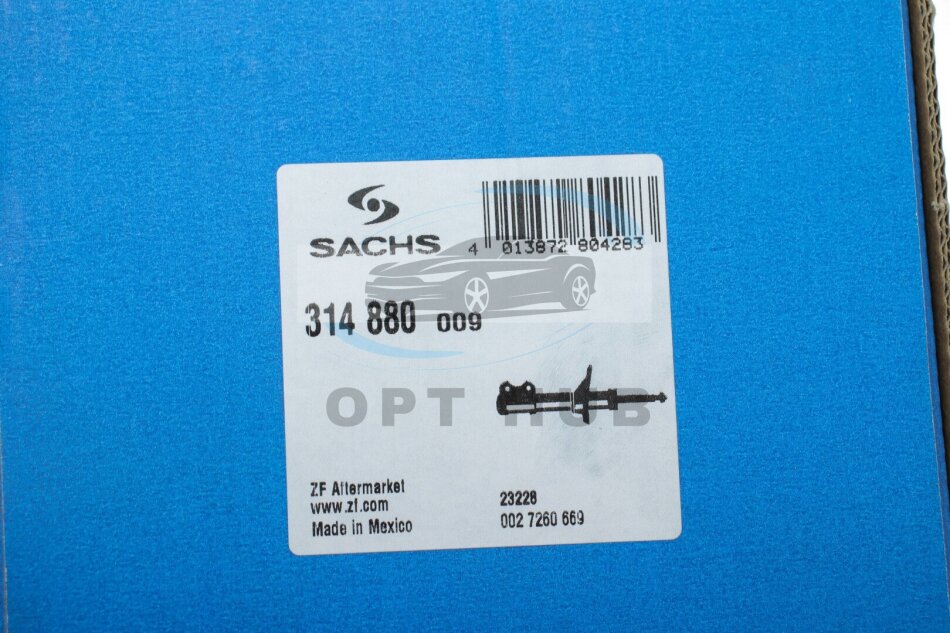 SACHS
4 013872 804283
314 880 009
OPT HUB
ZF Aftermarket
www.zf.com
Made in Mexico
23228
002 7260 669